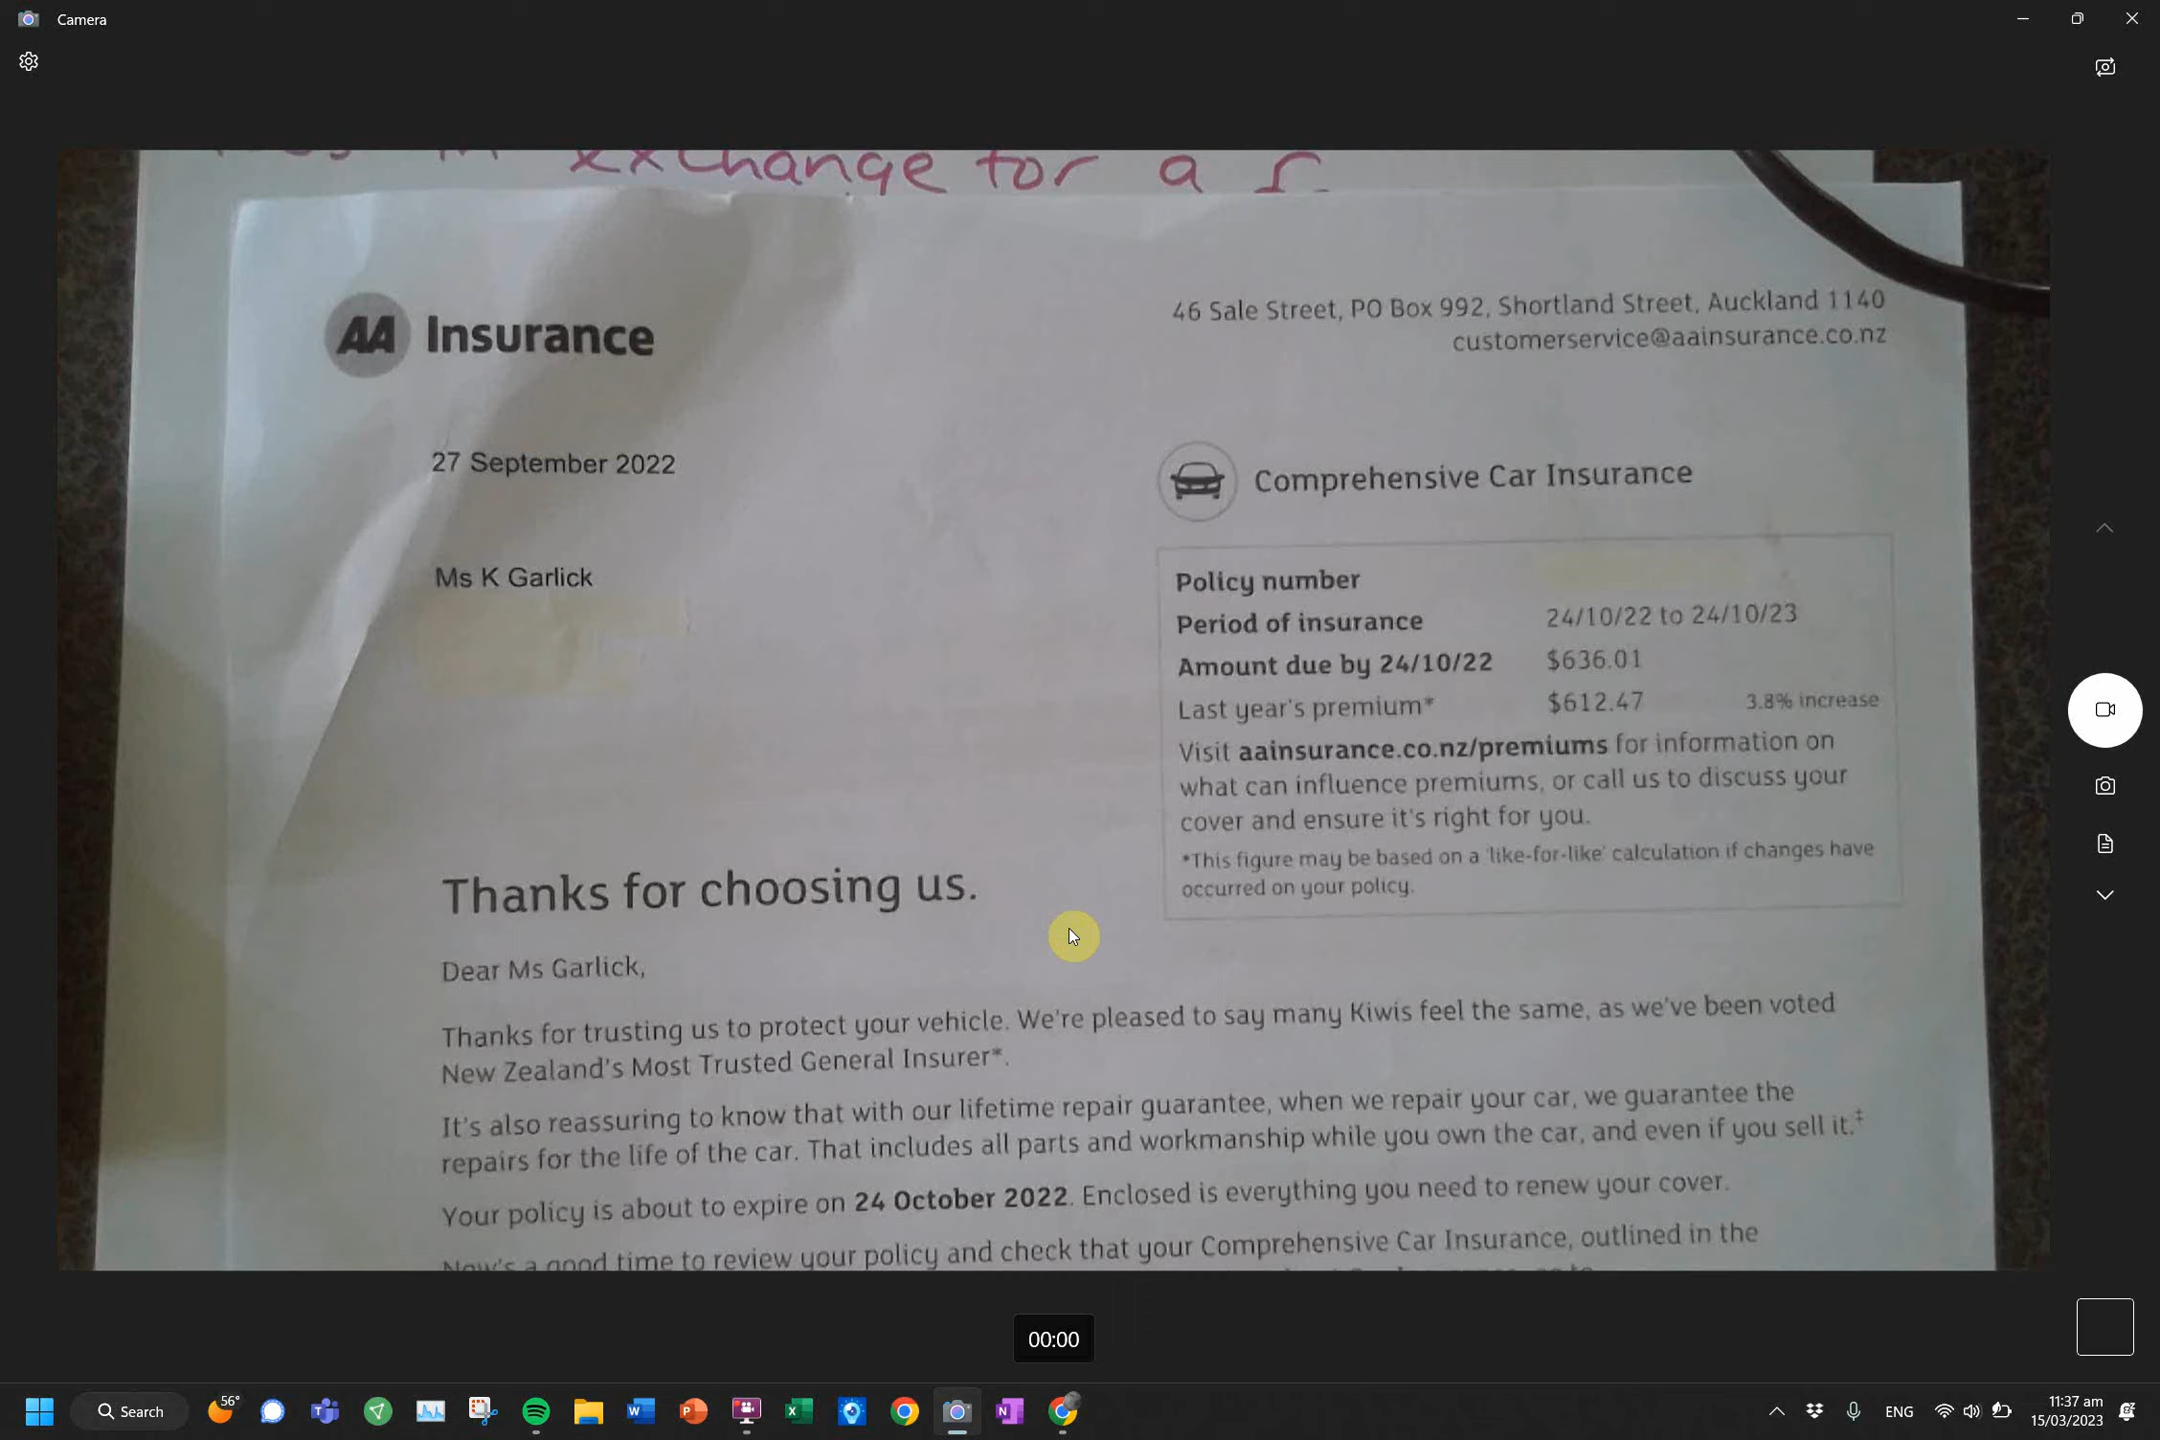 Camera
exchange for a
AA Insurance
46 Sale Street, PO Box 992, Shortland Street, Auckland 1140
customerservice@aainsurance.co.nz
27 September 2022
Comprehensive Car Insurance
Ms K Garlick
Policy number
Period of insurance 24/10/22 to 24/10/23
Amount due by 24/10/22 $636.01
Last year's premium* $612.47 3.8% increase
Visit aainsurance.co.nz/premiums for information on
what can influence premiums, or call us to discuss your
cover and ensure it's right for you.
*This figure may be based on a 'like-for-like' calculation if changes have
occurred on your policy.
Thanks for choosing us.
Dear Ms Garlick,
Thanks for trusting us to protect your vehicle. We're pleased to say many Kiwis feel the same, as we've been voted
New Zealand's Most Trusted General Insurer*.
It's also reassuring to know that with our lifetime repair guarantee, when we repair your car, we guarantee the
repairs for the life of the car. That includes all parts and workmanship while you own the car, and even if you sell it.‡
Your policy is about to expire on 24 October 2022. Enclosed is everything you need to renew your cover.
Now's a good time to review your policy and check that your Comprehensive Car Insurance, outlined in the
00:00
Search
56°
ENG
11:37 am
15/03/2023